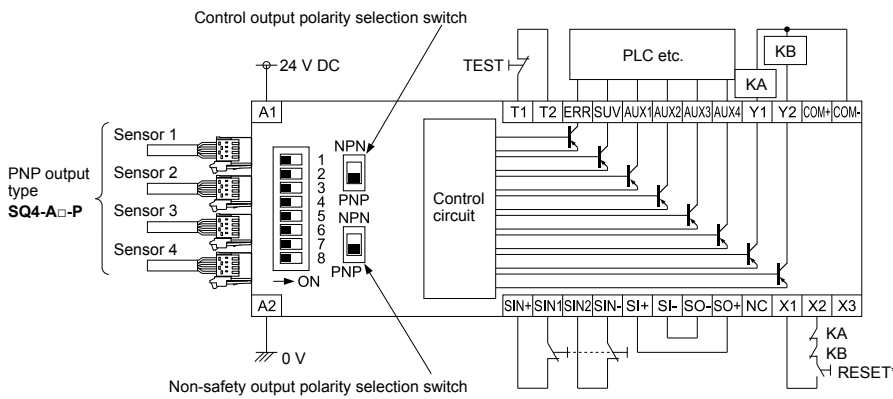 Control output polarity selection switch
24 V DC
TEST
PLC etc.
KA
KB
A1
T1 T2 ERR SUV AUX1 AUX2 AUX3 AUX4 Y1 Y2 COM+ COM-
Sensor 1
Sensor 2
Sensor 3
Sensor 4
PNP output
type
SQ4-A□-P
1
2
3
4
5
6
7
8
→ ON
NPN
PNP
NPN
PNP
Control
circuit
A2
SIN+ SIN1 SIN2 SIN- SI+ SI- SO- SO+ NC X1 X2 X3
0 V
KA
KB
RESET*
Non-safety output polarity selection switch